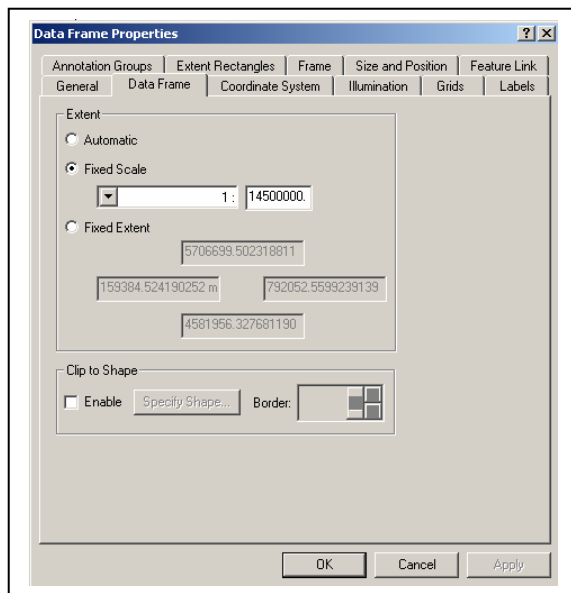 Data Frame Properties
Annotation Groups Extent Rectangles Frame Size and Position Feature Link
General Data Frame Coordinate System Illumination Grids Labels
Extent
Automatic
Fixed Scale
1 : 14500000.
Fixed Extent
5706699.502318811
159384.524190252 m 792052.5599239139
4581956.327681190
Clip to Shape
Enable Specify Shape... Border:
OK Cancel Apply